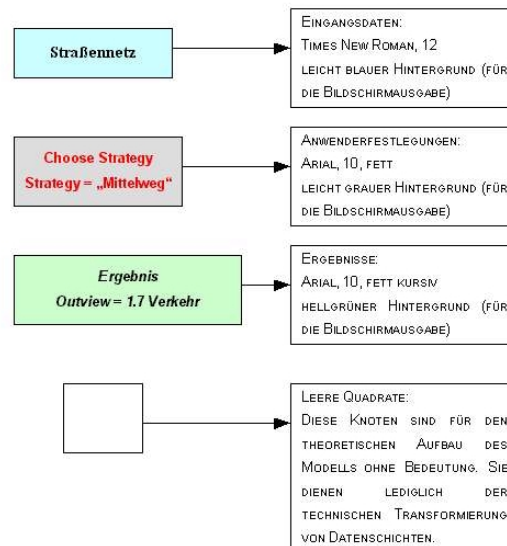 Straßennetz
EINGANGSDATEN:
TIMES NEW ROMAN, 12
LEICHT BLAUER HINTERGRUND (FÜR
DIE BILDSCHIRMAUSGABE)
Choose Strategy
Strategy = „Mittelweg“
ANWENDERFESTLEGUNGEN:
ARIAL, 10, FETT
LEICHT GRAUER HINTERGRUND (FÜR
DIE BILDSCHIRMAUSGABE)
Ergebnis
Outview = 1.7 Verkehr
ERGEBNISSE:
ARIAL, 10, FETT KURSIV
HELLGRÜNER HINTERGRUND (FÜR
DIE BILDSCHIRMAUSGABE)
LEERE QUADRATE:
DIESE KNOTEN SIND FÜR DEN
THEORETISCHEN AUFBAU DES
MODELLS OHNE BEDEUTUNG. SIE
DIENEN LEDIGLICH DER
TECHNISCHEN TRANSFORMIERUNG
VON DATENSCHICHTEN.